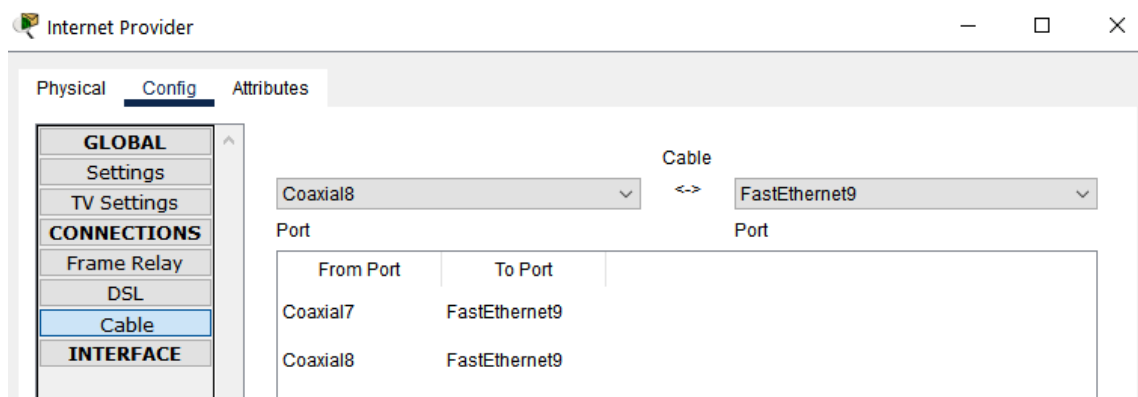 Internet Provider
Physical Config Attributes
GLOBAL
Settings
TV Settings
CONNECTIONS
Frame Relay
DSL
Cable
INTERFACE
Cable
Coaxial8 <-> FastEthernet9
Port Port
From Port To Port
Coaxial7 FastEthernet9
Coaxial8 FastEthernet9